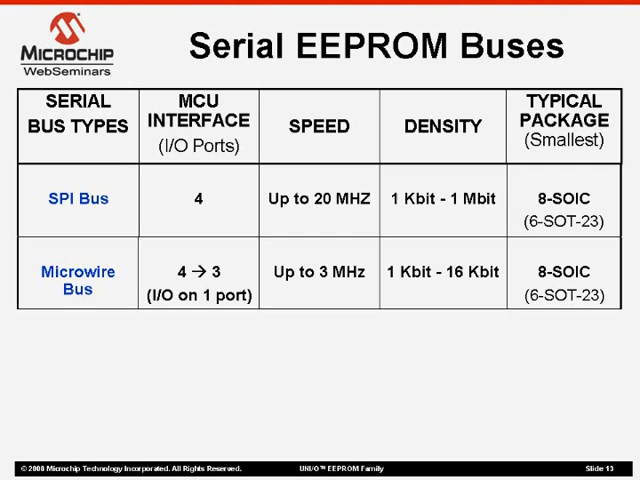 MICROCHIP
WebSeminars
Serial EEPROM Buses
SERIAL
BUS TYPES
MCU
INTERFACE
(I/O Ports)
SPEED
DENSITY
TYPICAL
PACKAGE
(Smallest)
SPI Bus
4
Up to 20 MHZ
1 Kbit - 1 Mbit
8-SOIC
(6-SOT-23)
Microwire
Bus
4 → 3
(I/O on 1 port)
Up to 3 MHz
1 Kbit - 16 Kbit
8-SOIC
(6-SOT-23)
© 2008 Microchip Technology Incorporated. All Rights Reserved.
UNI/O™ EEPROM Family
Slide 13